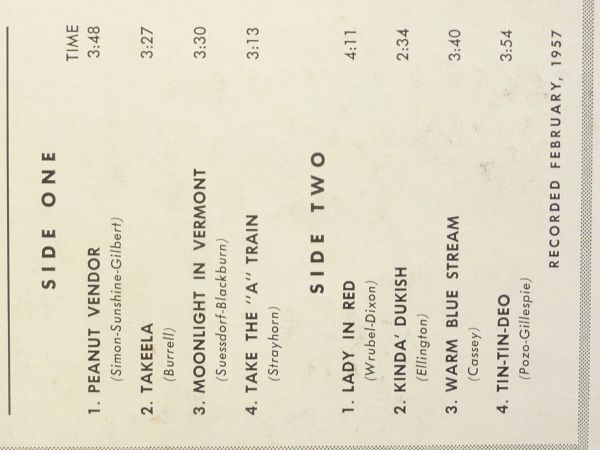 TIME
SIDE ONE
1. PEANUT VENDOR 3:48
(Simon-Sunshine-Gilbert)
2. TAKEELA 3:27
(Burrell)
3. MOONLIGHT IN VERMONT 3:30
(Suessdorf-Blackburn)
4. TAKE THE "A" TRAIN 3:13
(Strayhorn)
SIDE TWO
1. LADY IN RED 4:11
(Wrubel-Dixon)
2. KINDA' DUKISH 2:34
(Ellington)
3. WARM BLUE STREAM 3:40
(Cassey)
4. TIN-TIN-DEO 3:54
(Pozo-Gillespie)
RECORDED FEBRUARY, 1957